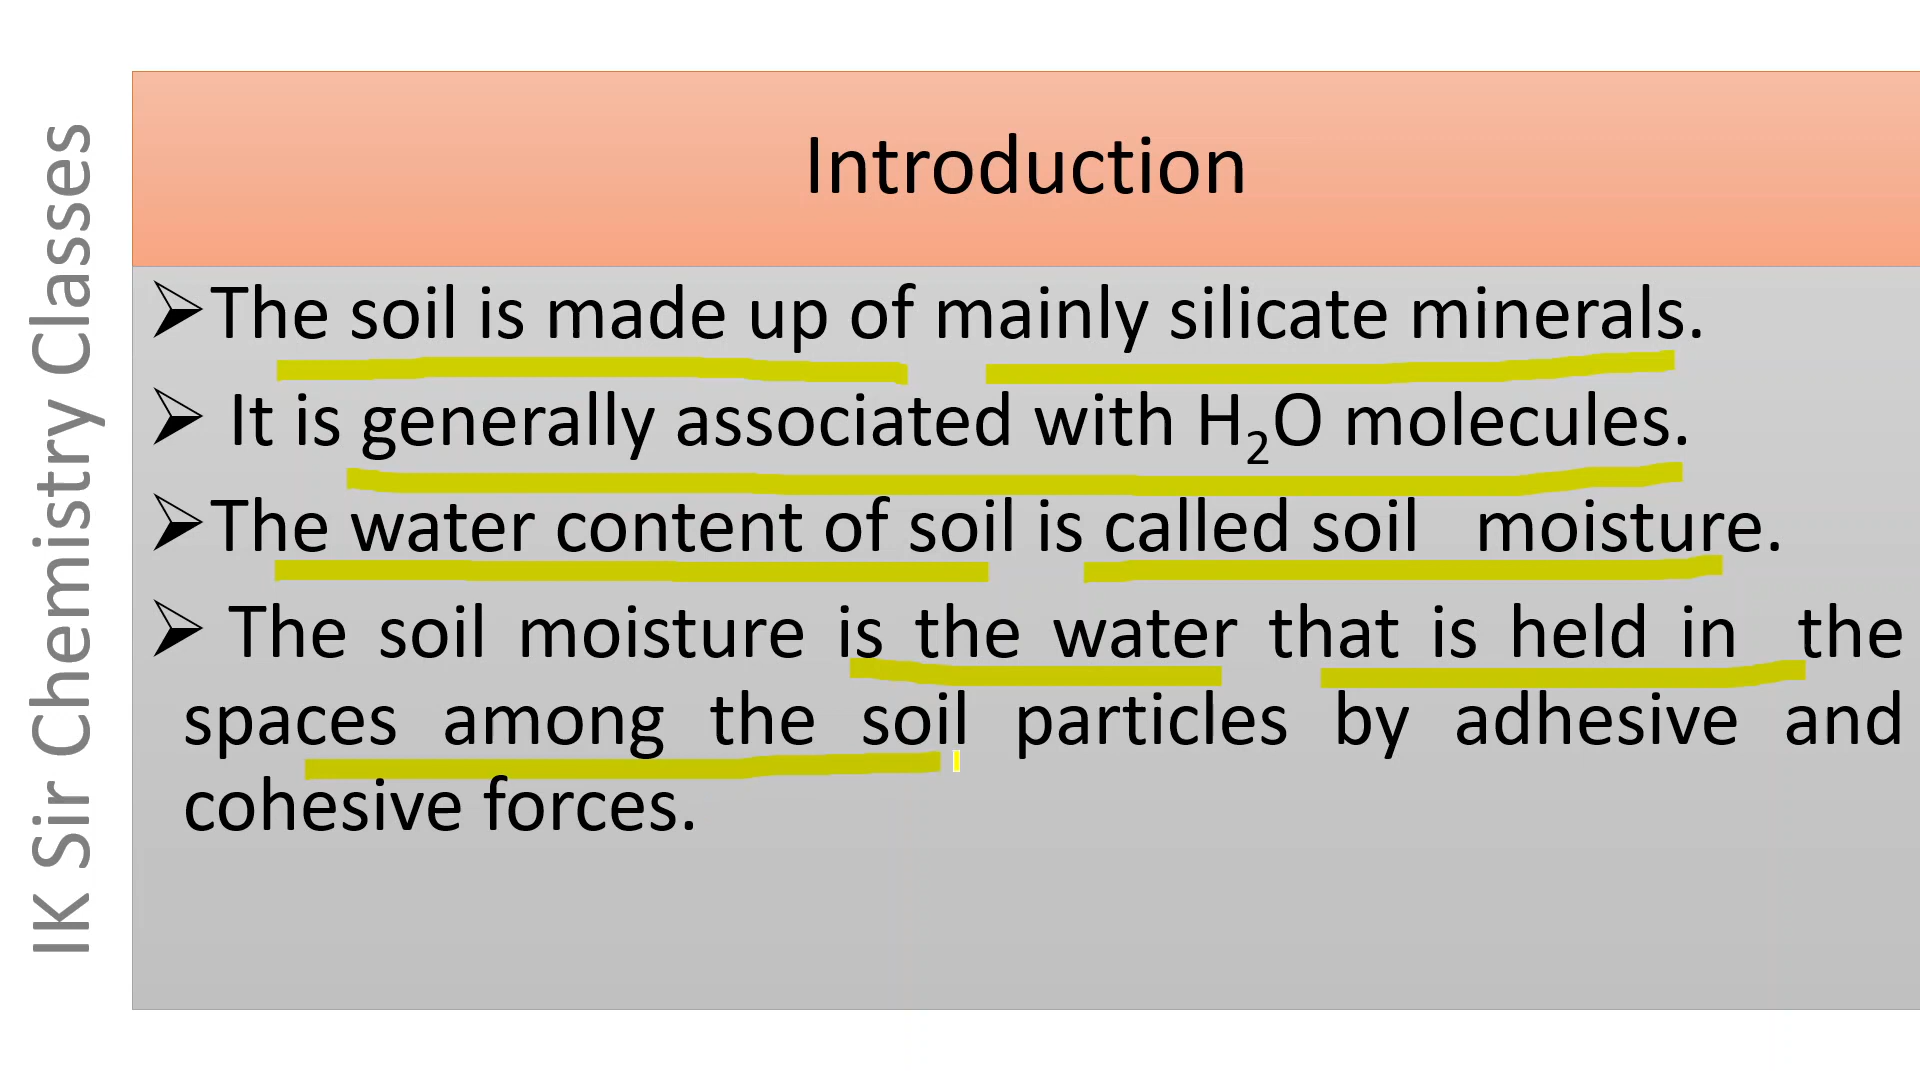 IK Sir Chemistry Classes
Introduction
➢The soil is made up of mainly silicate minerals.
➢ It is generally associated with H₂O molecules.
➢The water content of soil is called soil moisture.
➢ The soil moisture is the water that is held in the
spaces among the soil particles by adhesive and
cohesive forces.